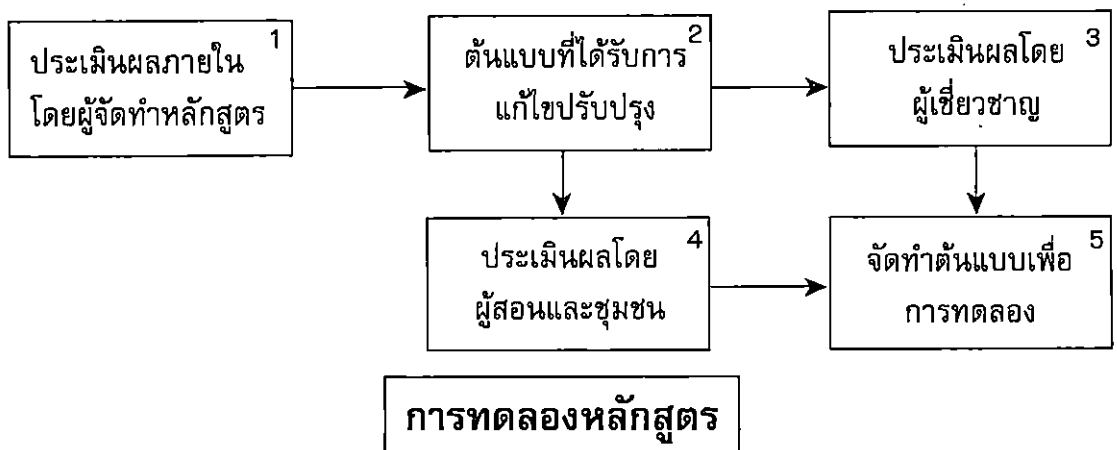 1
ประเมินผลภายใน
โดยผู้จัดทำหลักสูตร
2
ต้นแบบที่ได้รับการ
แก้ไขปรับปรุง
3
ประเมินผลโดย
ผู้เชี่ยวชาญ
4
ประเมินผลโดย
ผู้สอนและชุมชน
5
จัดทำต้นแบบเพื่อ
การทดลอง
การทดลองหลักสูตร